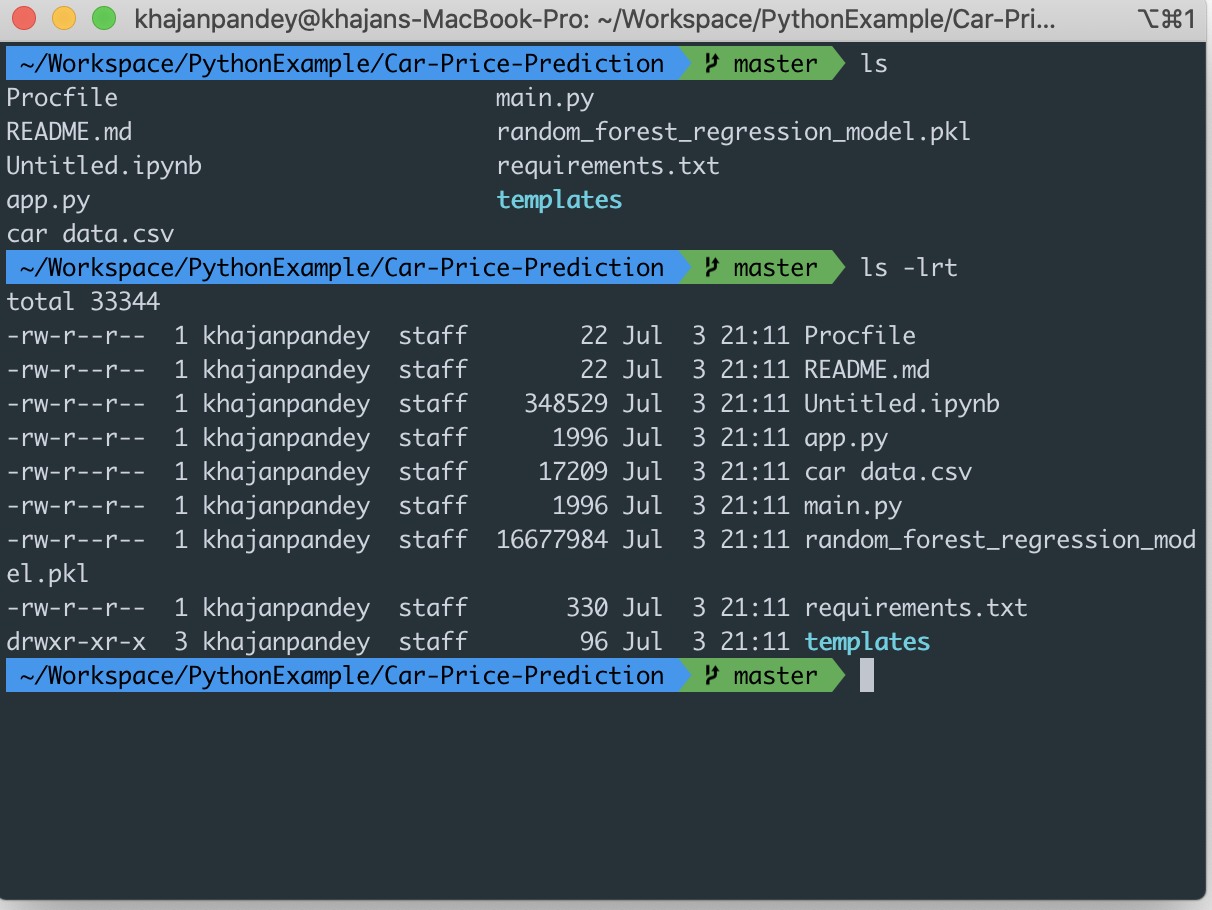 khajanpandey@khajans-MacBook-Pro: ~/Workspace/PythonExample/Car-Pri... ⌥⌘1
~/Workspace/PythonExample/Car-Price-Prediction master ls
Procfile main.py
README.md random_forest_regression_model.pkl
Untitled.ipynb requirements.txt
app.py templates
car data.csv
~/Workspace/PythonExample/Car-Price-Prediction master ls -lrt
total 33344
-rw-r--r-- 1 khajanpandey staff 22 Jul 3 21:11 Procfile
-rw-r--r-- 1 khajanpandey staff 22 Jul 3 21:11 README.md
-rw-r--r-- 1 khajanpandey staff 348529 Jul 3 21:11 Untitled.ipynb
-rw-r--r-- 1 khajanpandey staff 1996 Jul 3 21:11 app.py
-rw-r--r-- 1 khajanpandey staff 17209 Jul 3 21:11 car data.csv
-rw-r--r-- 1 khajanpandey staff 1996 Jul 3 21:11 main.py
-rw-r--r-- 1 khajanpandey staff 16677984 Jul 3 21:11 random_forest_regression_mod
el.pkl
-rw-r--r-- 1 khajanpandey staff 330 Jul 3 21:11 requirements.txt
drwxr-xr-x 3 khajanpandey staff 96 Jul 3 21:11 templates
~/Workspace/PythonExample/Car-Price-Prediction master